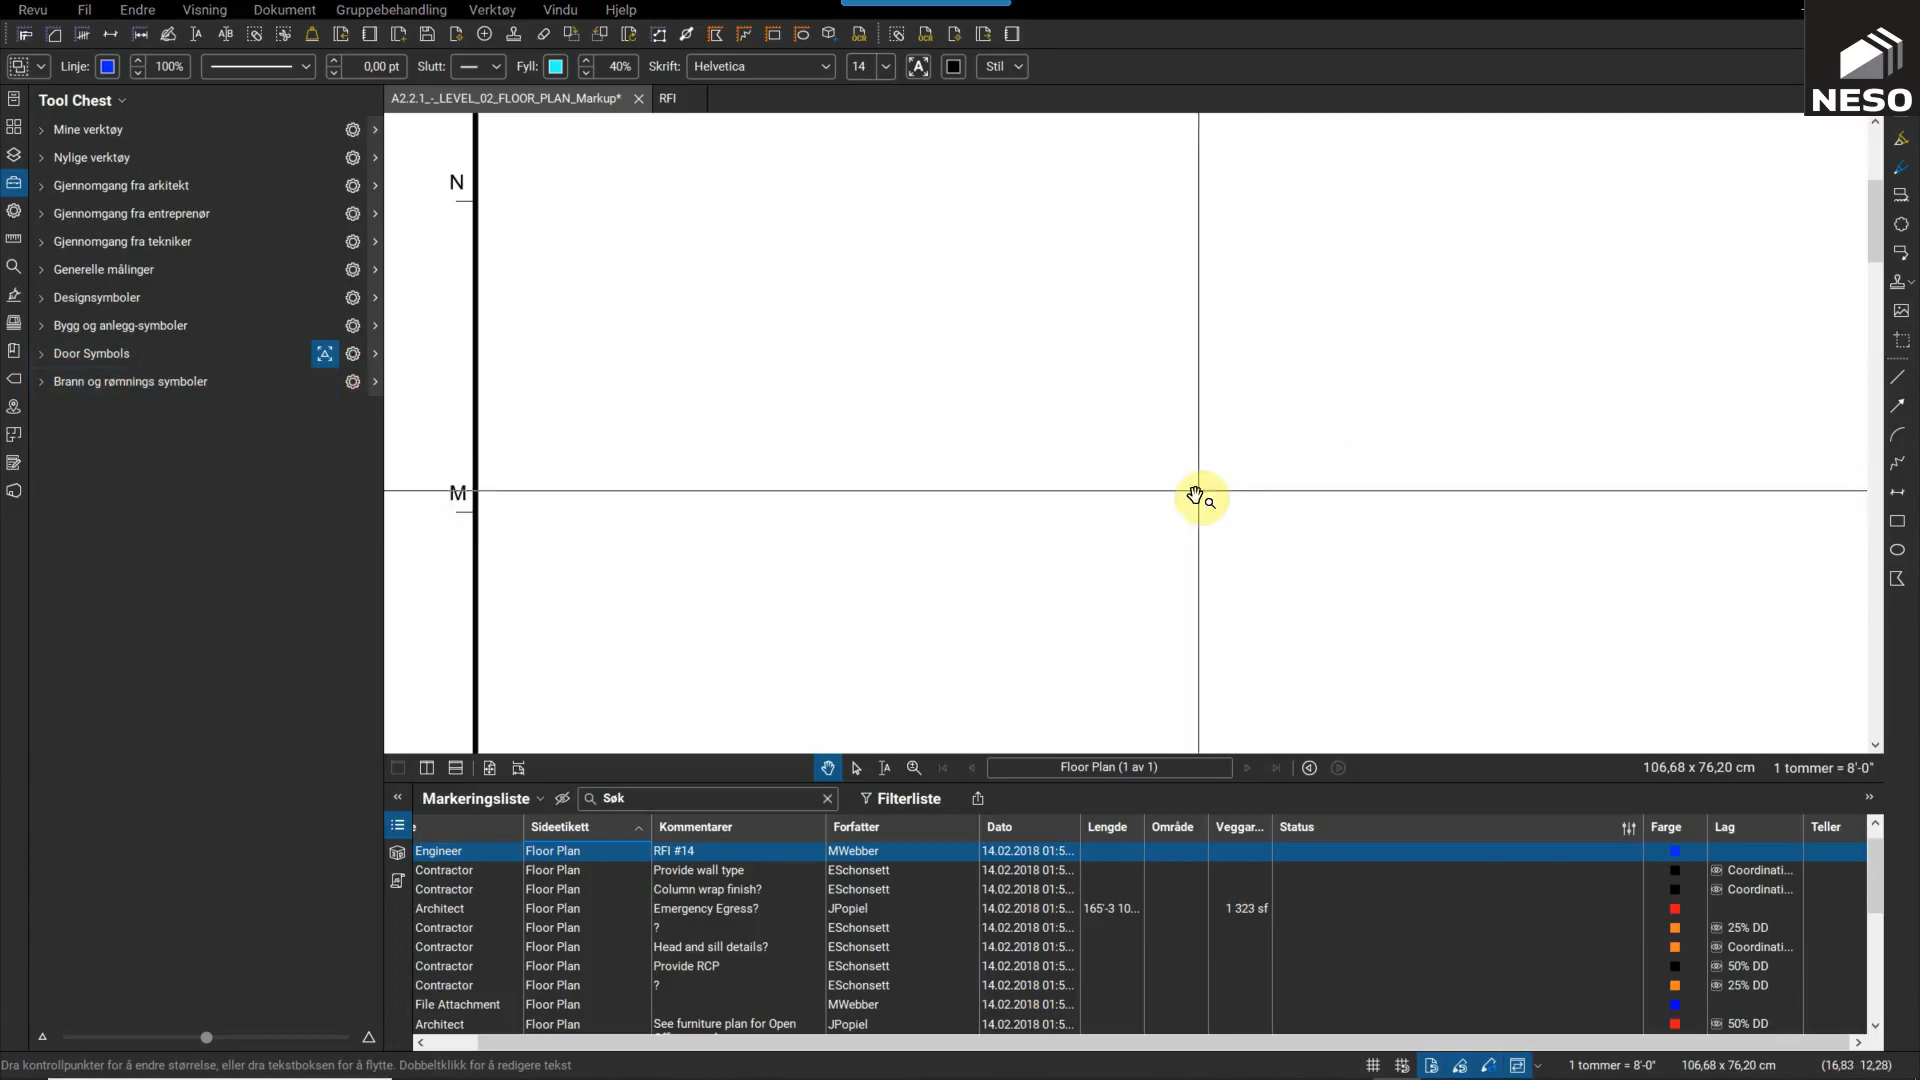 Revu Fil Endre Visning Dokument Gruppebehandling Verktøy Vindu Hjelp
NESO
Linje: 100% 0,00 pt Slutt: Fyll: 40% Skrift: Helvetica 14 Stil
Tool Chest
A2.2.1_-_LEVEL_02_FLOOR_PLAN_Markup* RFI
Mine verktøy
Nylige verktøy
Gjennomgang fra arkitekt
Gjennomgang fra entreprenør
Gjennomgang fra tekniker
Generelle målinger
Designsymboler
Bygg og anlegg-symboler
Door Symbols
Brann og rømnings symboler
N
M
Floor Plan (1 av 1) 106,68 x 76,20 cm 1 tommer = 8'-0"
Markeringsliste Søk Filterliste
e Sideetikett Kommentarer Forfatter Dato Lengde Område Veggar... Status Farge Lag Teller
Engineer Floor Plan RFI #14 MWebber 14.02.2018 01:5...
Contractor Floor Plan Provide wall type ESchonsett 14.02.2018 01:5... Coordinati...
Contractor Floor Plan Column wrap finish? ESchonsett 14.02.2018 01:5... Coordinati...
Architect Floor Plan Emergency Egress? JPopiel 14.02.2018 01:5... 165'-3 10... 1 323 sf
Contractor Floor Plan ? ESchonsett 14.02.2018 01:5... 25% DD
Contractor Floor Plan Head and sill details? ESchonsett 14.02.2018 01:5... Coordinati...
Contractor Floor Plan Provide RCP ESchonsett 14.02.2018 01:5... 50% DD
Contractor Floor Plan ? ESchonsett 14.02.2018 01:5... 25% DD
File Attachment Floor Plan MWebber 14.02.2018 01:5...
Architect Floor Plan See furniture plan for Open JPopiel 14.02.2018 01:5... 50% DD
Dra kontrollpunkter for å endre størrelse, eller dra tekstboksen for å flytte. Dobbeltklikk for å redigere tekst 1 tommer = 8'-0" 106,68 x 76,20 cm (16,83 12,28)